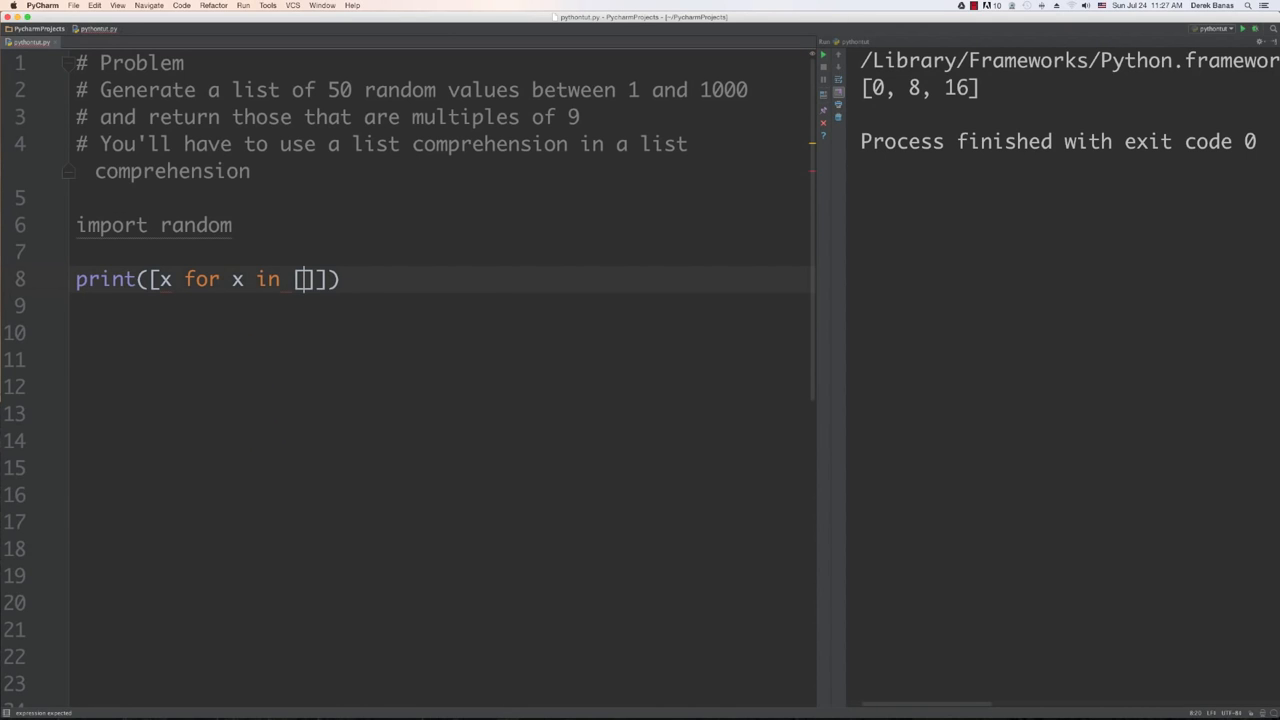 PyCharm File Edit View Navigate Code Refactor Run Tools VCS Window Help 10 Sun Jul 24 11:27 AM Derek Banas
pythontut.py - PycharmProjects - [~/PycharmProjects]
PycharmProjects pythontut.py pythontut
pythontut.py Run: pythontut
1 # Problem
2 # Generate a list of 50 random values between 1 and 1000
3 # and return those that are multiples of 9
4 # You'll have to use a list comprehension in a list
comprehension
5
6 import random
7
8 print([x for x in []])
9
10
11
12
13
14
15
16
17
18
19
20
21
22
23
24
/Library/Frameworks/Python.framewor
[0, 8, 16]
Process finished with exit code 0
expression expected 8:20 LF÷ UTF-8÷